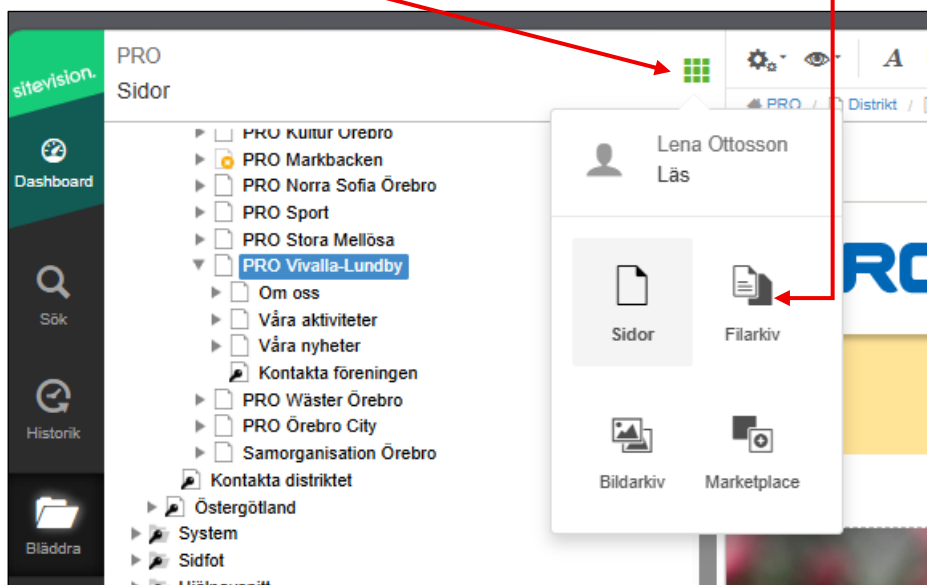 sitevision.
Dashboard
Sök
Historik
Bläddra
PRO
Sidor
PRO Kultur Örebro
PRO Markbacken
PRO Norra Sofia Örebro
PRO Sport
PRO Stora Mellösa
PRO Vivalla-Lundby
Om oss
Våra aktiviteter
Våra nyheter
Kontakta föreningen
PRO Wäster Örebro
PRO Örebro City
Samorganisation Örebro
Kontakta distriktet
Östergötland
System
Sidfot
A
PRO / Distrikt /
Lena Ottosson
Läs
Sidor
Filarkiv
Bildarkiv
Marketplace